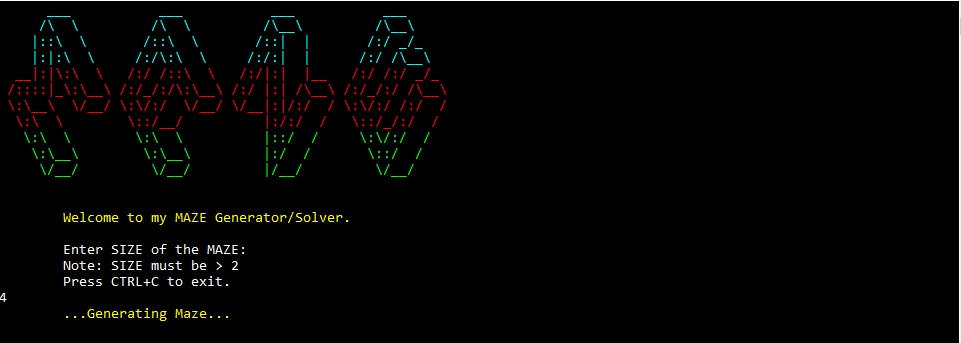 Welcome to my MAZE Generator/Solver.
Enter SIZE of the MAZE:
Note: SIZE must be > 2
Press CTRL+C to exit.
4
...Generating Maze...